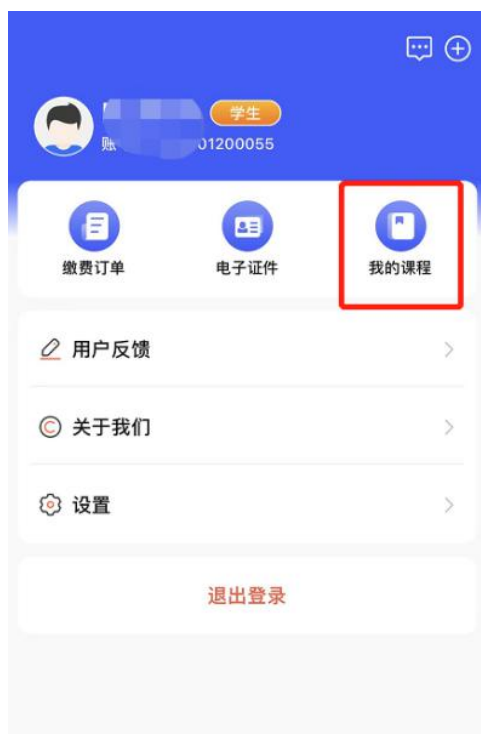 学生
账 01200055
缴费订单 电子证件 我的课程
用户反馈
关于我们
设置
退出登录